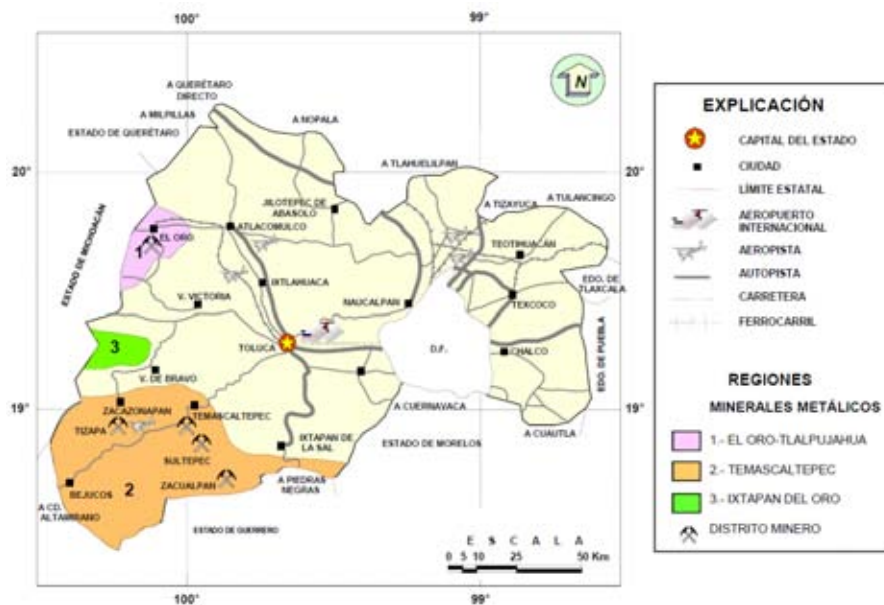 100°
99°
A QUERÉTARO
DIRECTO
A MILPILLAS
A NOPALA
ESTADO DE QUERÉTARO
N
20°
20°
A TLAHUELILPAN
A TULANCINGO
A TIZAYUCA
JILOTEPEC DE
ABASOLO
ATLACOMULCO
EL ORO
1
TEOTIHUACÁN
ESTADO DE MICHOACÁN
EDO. DE
TLAXCALA
IXTLAHUACA
V. VICTORIA
NAUCALPAN
TEXCOCO
3
TOLUCA
D.F.
CHALCO
EDO. DE PUEBLA
V. DE BRAVO
19°
19°
ZACAZONAPAN
TEMASCALTEPEC
A CUERNAVACA
TIZAPA
IXTAPAN DE
LA SAL
ESTADO DE MORELOS
A CUAUTLA
SULTEPEC
A PIEDRAS
NEGRAS
ZACUALPAN
BEJUCOS
2
A CD.
ALTAMIRANO
ESTADO DE GUERRERO
E S C A L A
0 5 10 25 50 Km
100°
99°
EXPLICACIÓN
CAPITAL DEL ESTADO
CIUDAD
LÍMITE ESTATAL
AEROPUERTO
INTERNACIONAL
AEROPISTA
AUTOPISTA
CARRETERA
FERROCARRIL
REGIONES
MINERALES METÁLICOS
1.- EL ORO-TLALPUJAHUA
2.- TEMASCALTEPEC
3.- IXTAPAN DEL ORO
DISTRITO MINERO